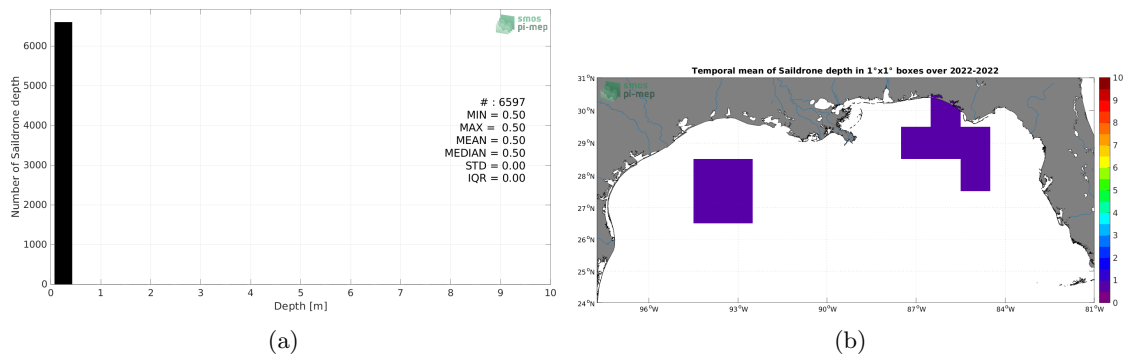 smos
pi-mep
6000
5000
4000
3000
2000
1000
0
Number of Saildrone depth
# : 6597
MIN = 0.50
MAX = 0.50
MEAN = 0.50
MEDIAN = 0.50
STD = 0.00
IQR = 0.00
0 1 2 3 4 5 6 7 8 9 10
Depth [m]
(a)
Temporal mean of Saildrone depth in 1°x1° boxes over 2022-2022
smos
pi-mep
31°N
30°N
29°N
28°N
27°N
26°N
25°N
24°N
96°W 93°W 90°W 87°W 84°W 81°W
10
9
8
7
6
5
4
3
2
1
0
(b)